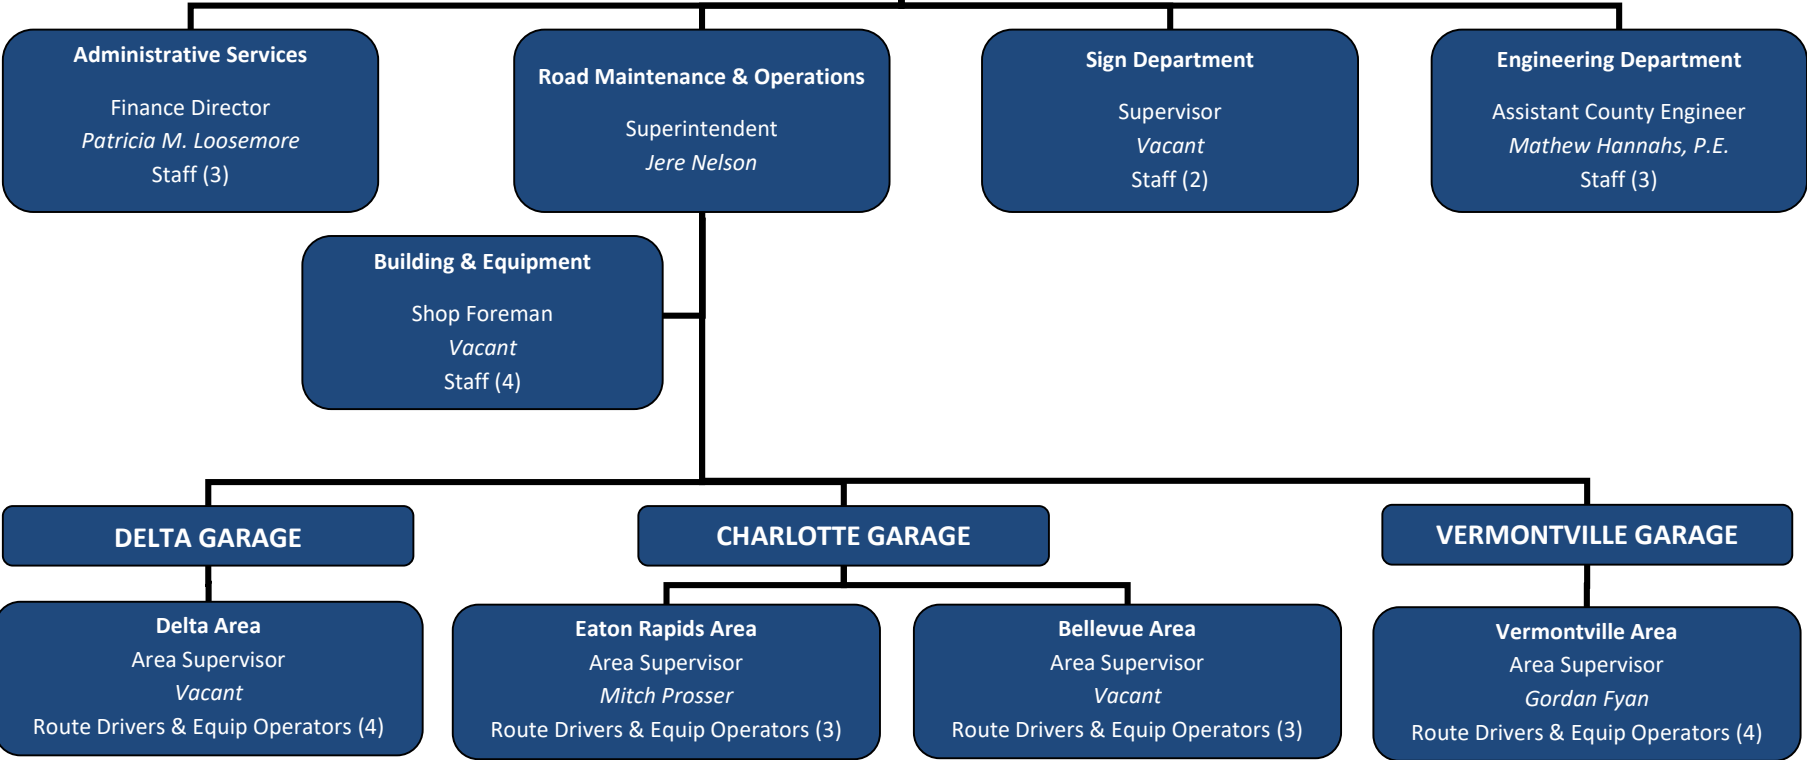 Administrative Services
Finance Director
Patricia M. Loosemore
Staff (3)
Road Maintenance & Operations
Superintendent
Jere Nelson
Sign Department
Supervisor
Vacant
Staff (2)
Engineering Department
Assistant County Engineer
Mathew Hannahs, P.E.
Staff (3)
Building & Equipment
Shop Foreman
Vacant
Staff (4)
DELTA GARAGE
CHARLOTTE GARAGE
VERMONTVILLE GARAGE
Delta Area
Area Supervisor
Vacant
Route Drivers & Equip Operators (4)
Eaton Rapids Area
Area Supervisor
Mitch Prosser
Route Drivers & Equip Operators (3)
Bellevue Area
Area Supervisor
Vacant
Route Drivers & Equip Operators (3)
Vermontville Area
Area Supervisor
Gordan Fyan
Route Drivers & Equip Operators (4)